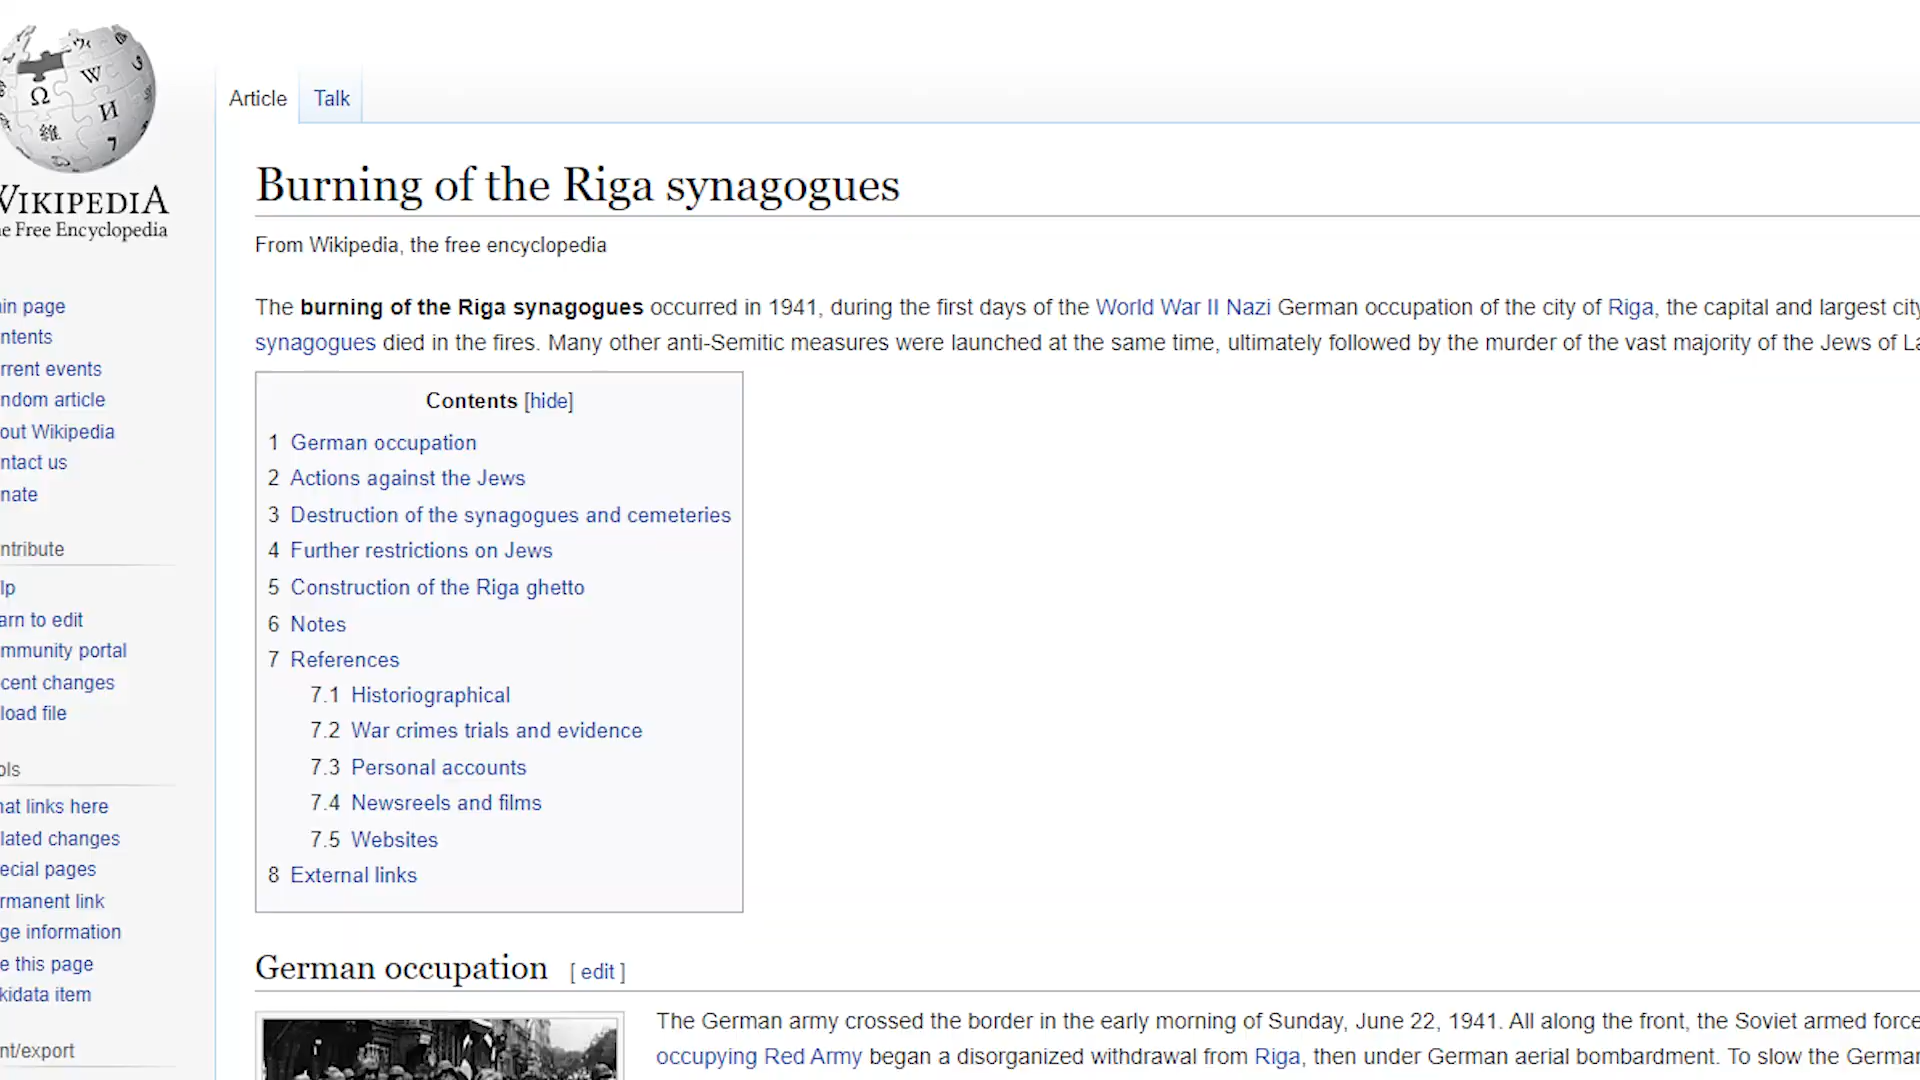 WIKIPEDIA
e Free Encyclopedia
Article
Talk
Burning of the Riga synagogues
From Wikipedia, the free encyclopedia
The burning of the Riga synagogues occurred in 1941, during the first days of the World War II Nazi German occupation of the city of Riga, the capital and largest city
synagogues died in the fires. Many other anti-Semitic measures were launched at the same time, ultimately followed by the murder of the vast majority of the Jews of La
Contents [hide]
1 German occupation
2 Actions against the Jews
3 Destruction of the synagogues and cemeteries
4 Further restrictions on Jews
5 Construction of the Riga ghetto
6 Notes
7 References
7.1 Historiographical
7.2 War crimes trials and evidence
7.3 Personal accounts
7.4 Newsreels and films
7.5 Websites
8 External links
German occupation [ edit ]
The German army crossed the border in the early morning of Sunday, June 22, 1941. All along the front, the Soviet armed force
occupying Red Army began a disorganized withdrawal from Riga, then under German aerial bombardment. To slow the German
in page
ntents
rrent events
ndom article
out Wikipedia
ntact us
nate
ntribute
lp
arn to edit
mmunity portal
cent changes
load file
ols
hat links here
lated changes
ecial pages
rmanent link
ge information
e this page
kidata item
nt/export